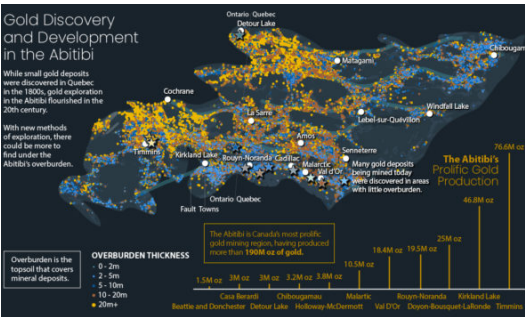 Gold Discovery
and Development
in the Abitibi
While small gold deposits
were discovered in Quebec
in the 1800s, gold exploration
in the Abitibi flourished in the
20th century.
With new methods
of exploration, there
could be more to
find under the
Abitibi's overburden.
Ontario Quebec
Detour Lake
Chibougam
Matagami
Cochrane
Windfall Lake
La Sarre
Lebel-sur-Quévillon
Timmins
Amos
Kirkland Lake
Rouyn-Noranda
Cadillac
Senneterre
Malartic
Val d'Or
Ontario Quebec
Fault Towns
Many gold deposits
being mined today
were discovered in areas
with little overburden.
The Abitibi's
Prolific Gold
Production
Overburden is the
topsoil that covers
mineral deposits.
OVERBURDEN THICKNESS
0 - 2m
2 - 5m
5 - 10m
10 - 20m
20m+
The Abitibi is Canada's most prolific
gold mining region, having produced
more than 190M oz of gold.
1.5M oz
3M oz
3M oz
3.2M oz
3.8M oz
10.5M oz
18.4M oz
19.5M oz
25M oz
46.8M oz
76.6M oz
Casa Berardi
Chibougamau
Malartic
Rouyn-Noranda
Kirkland Lake
Beattie and Donchester
Detour Lake
Holloway-McDermott
Val D'Or
Doyon-Bousquet-LaRonde
Timmins